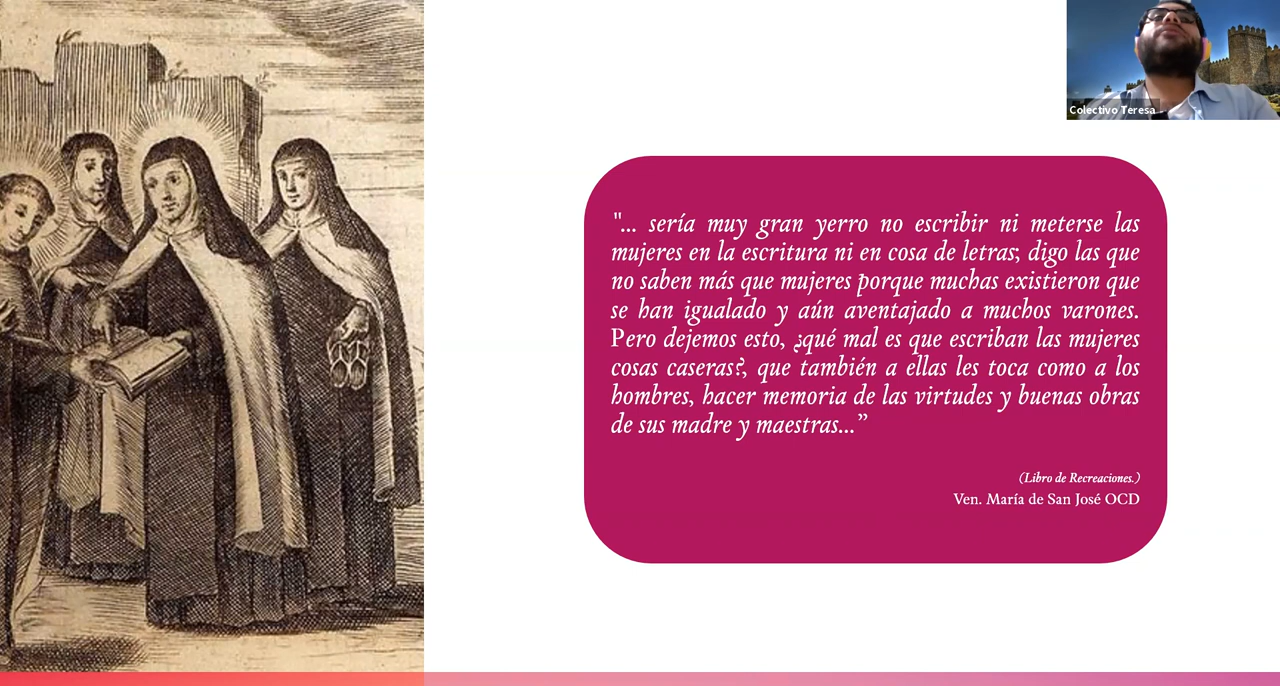 Colectivo Teresa
"... sería muy gran yerro no escribir ni meterse las
mujeres en la escritura ni en cosa de letras; digo las que
no saben más que mujeres porque muchas existieron que
se han igualado y aún aventajado a muchos varones.
Pero dejemos esto, ¿qué mal es que escriban las mujeres
cosas caseras?, que también a ellas les toca como a los
hombres, hacer memoria de las virtudes y buenas obras
de sus madre y maestras...”
(Libro de Recreaciones.)
Ven. María de San José OCD